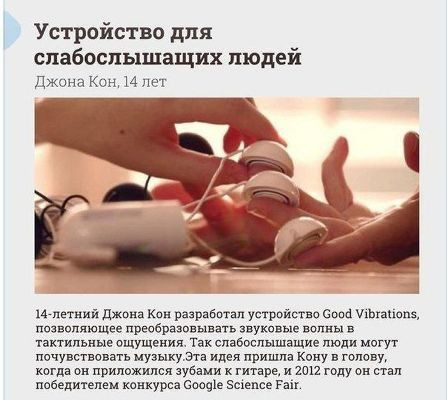 Устройство для
слабослышащих людей
Джона Кон, 14 лет
14-летний Джона Кон разработал устройство Good Vibrations,
позволяющее преобразовывать звуковые волны в
тактильные ощущения. Так слабослышащие люди могут
почувствовать музыку.Эта идея пришла Кону в голову,
когда он приложился зубами к гитаре, и 2012 году он стал
победителем конкурса Google Science Fair.